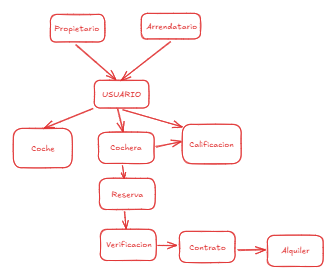 Propietario
Arrendatario
USUARIO
Coche
Cochera
Calificacion
Reserva
Verificacion
Contrato
Alquiler